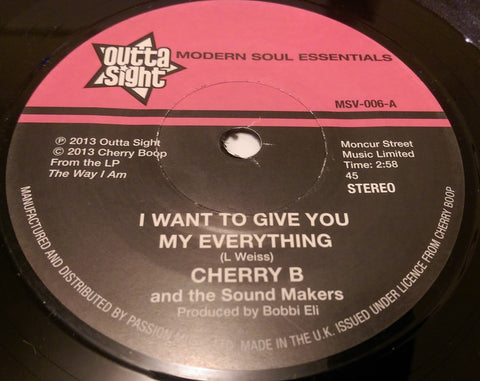 outta
sight
MODERN SOUL ESSENTIALS
MSV-006-A
℗ 2013 Outta Sight
© 2013 Cherry Boop
From the LP
The Way I Am
Moncur Street
Music Limited
Time: 2:58
45
STEREO
I WANT TO GIVE YOU
MY EVERYTHING
(L Weiss)
CHERRY B
and the Sound Makers
Produced by Bobbi Eli
MANUFACTURED AND DISTRIBUTED BY PASSION MUSIC LTD MADE IN THE U.K. ISSUED UNDER LICENCE FROM CHERRY BOOP